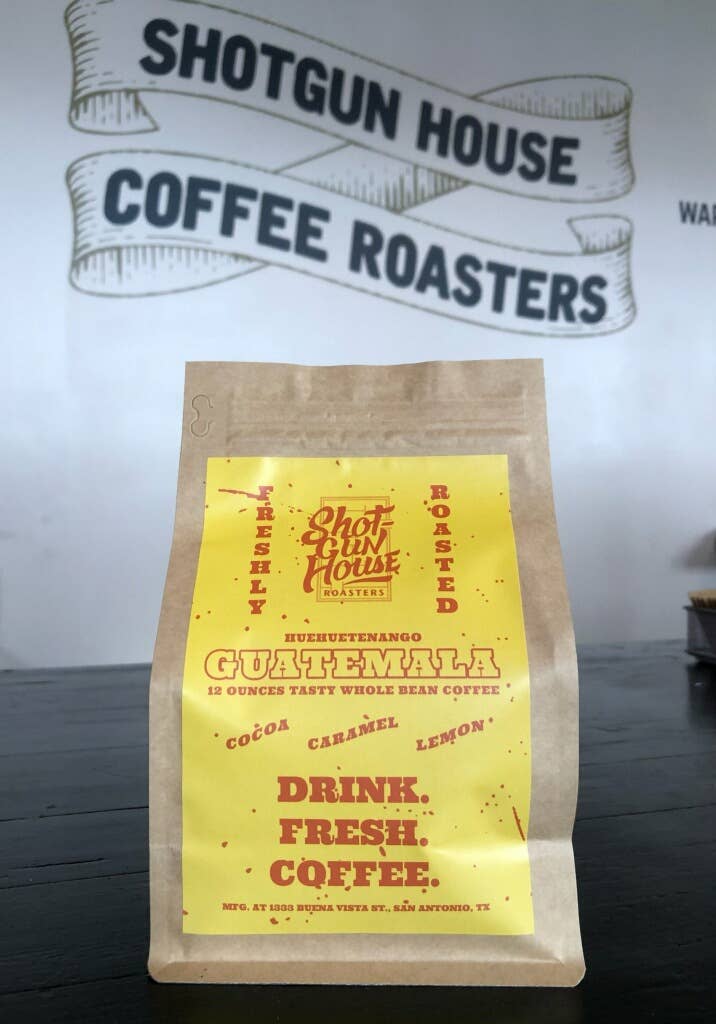 SHOTGUN HOUSE
COFFEE ROASTERS
FRESHLY
SHOT-
GUN
HOUSE
ROASTERS
ROASTED
HUEHUETENANGO
GUATEMALA
12 OUNCES TASTY WHOLE BEAN COFFEE
COCOA CARAMEL LEMON
DRINK.
FRESH.
COFFEE.
MFG. AT 1333 BUENA VISTA ST., SAN ANTONIO, TX